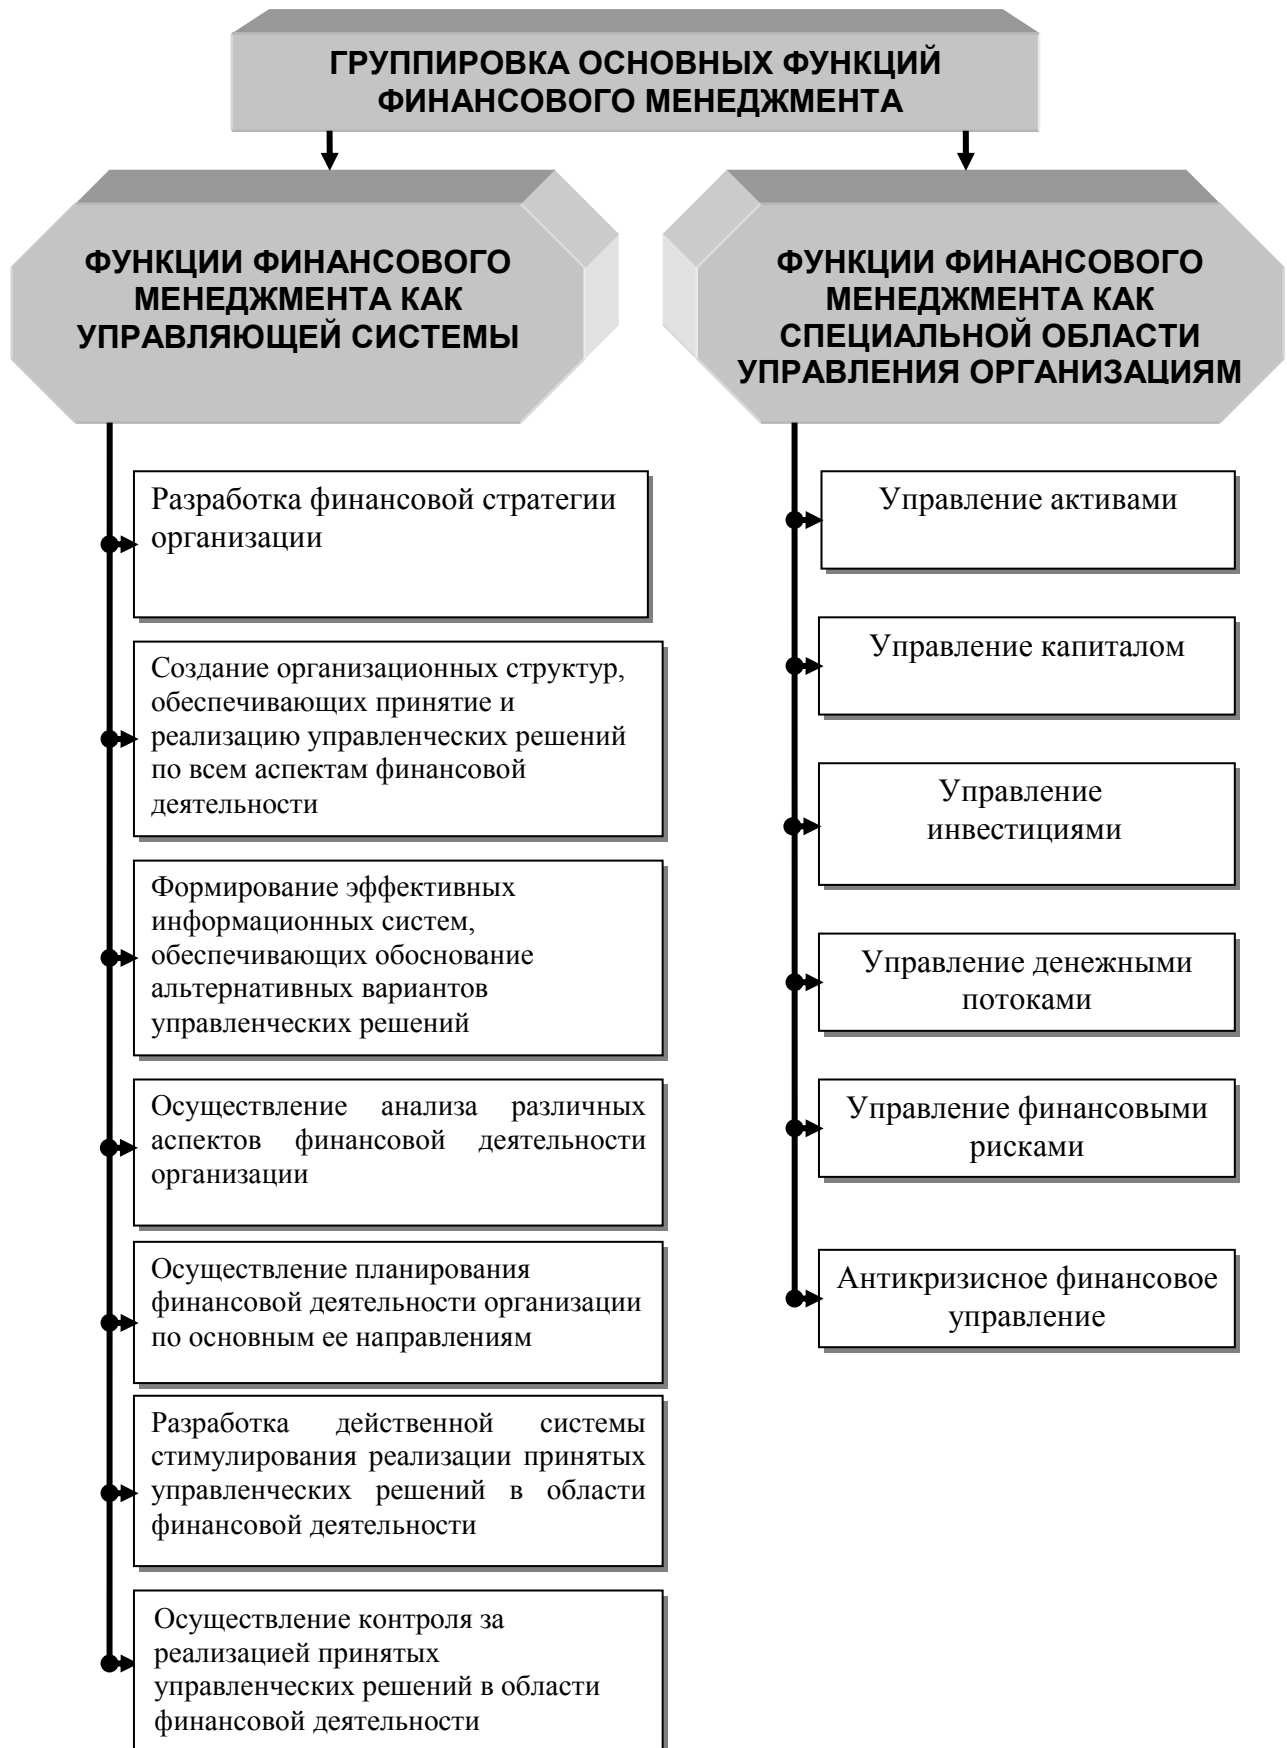 ГРУППИРОВКА ОСНОВНЫХ ФУНКЦИЙ
ФИНАНСОВОГО МЕНЕДЖМЕНТА
ФУНКЦИИ ФИНАНСОВОГО
МЕНЕДЖМЕНТА КАК
УПРАВЛЯЮЩЕЙ СИСТЕМЫ
ФУНКЦИИ ФИНАНСОВОГО
МЕНЕДЖМЕНТА КАК
СПЕЦИАЛЬНОЙ ОБЛАСТИ
УПРАВЛЕНИЯ ОРГАНИЗАЦИЯМ
Разработка финансовой стратегии
организации
Создание организационных структур,
обеспечивающих принятие и
реализацию управленческих решений
по всем аспектам финансовой
деятельности
Формирование эффективных
информационных систем,
обеспечивающих обоснование
альтернативных вариантов
управленческих решений
Осуществление анализа различных
аспектов финансовой деятельности
организации
Осуществление планирования
финансовой деятельности организации
по основным ее направлениям
Разработка действенной системы
стимулирования реализации принятых
управленческих решений в области
финансовой деятельности
Осуществление контроля за
реализацией принятых
управленческих решений в области
финансовой деятельности
Управление активами
Управление капиталом
Управление
инвестициями
Управление денежными
потоками
Управление финансовыми
рисками
Антикризисное финансовое
управление